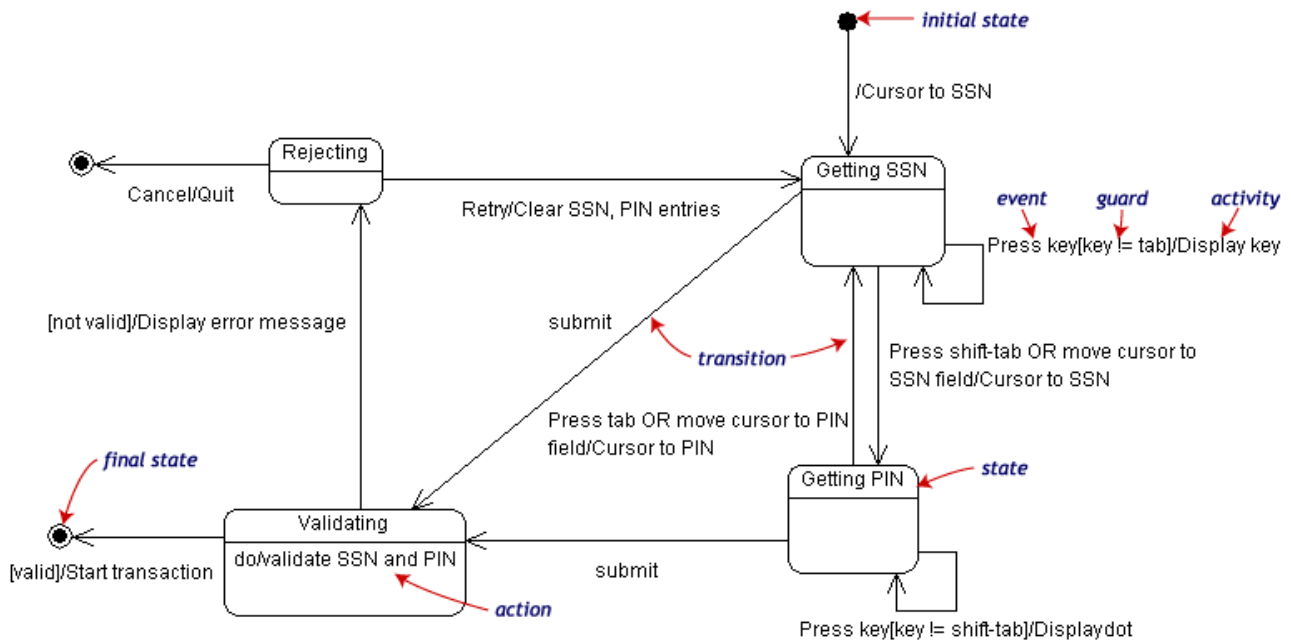 initial state
/Cursor to SSN
Rejecting
Getting SSN
Cancel/Quit
Retry/Clear SSN, PIN entries
event
guard
activity
Press key[key != tab]/Display key
[not valid]/Display error message
submit
transition
Press shift-tab OR move cursor to
SSN field/Cursor to SSN
Press tab OR move cursor to PIN
field/Cursor to PIN
final state
Getting PIN
state
Validating
do/validate SSN and PIN
[valid]/Start transaction
submit
action
Press key[key != shift-tab]/Displaydot